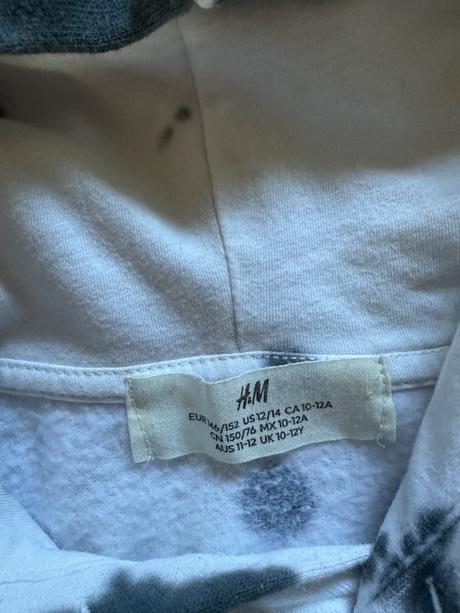 H&M
EUR 146/152 US 12/14 CA 10-12A
CN 150/76 MX 10-12A
AUS 11-12 UK 10-12Y